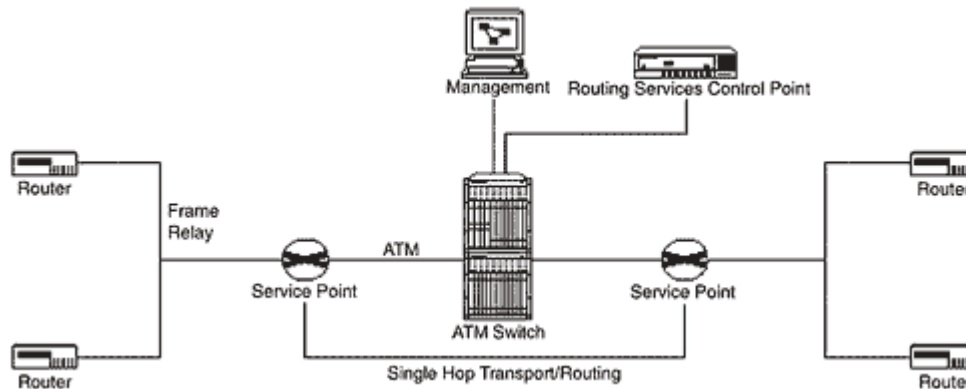 Management
Routing Services Control Point
Router
Router
Frame
Relay
ATM
Service Point
Service Point
ATM Switch
Router
Single Hop Transport/Routing
Router